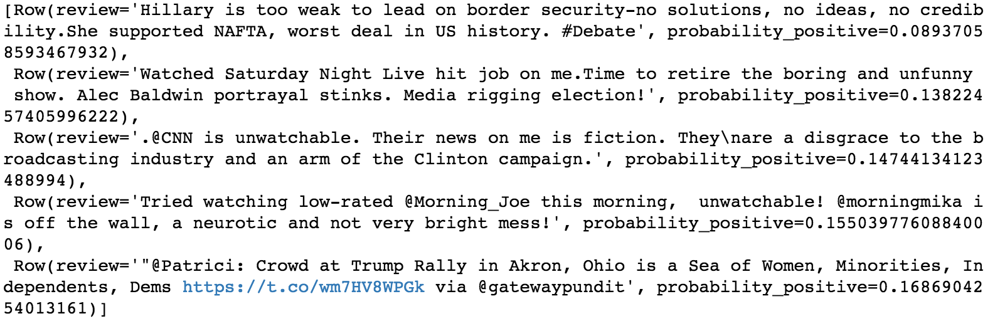 [Row(review='Hillary is too weak to lead on border security-no solutions, no ideas, no credib
ility.She supported NAFTA, worst deal in US history. #Debate', probability_positive=0.0893705
8593467932),
 Row(review='Watched Saturday Night Live hit job on me.Time to retire the boring and unfunny
 show. Alec Baldwin portrayal stinks. Media rigging election!', probability_positive=0.138224
57405996222),
 Row(review='.@CNN is unwatchable. Their news on me is fiction. They\nare a disgrace to the b
roadcasting industry and an arm of the Clinton campaign.', probability_positive=0.14744134123
488994),
 Row(review='Tried watching low-rated @Morning_Joe this morning,  unwatchable! @morningmika i
s off the wall, a neurotic and not very bright mess!', probability_positive=0.155039776088400
06),
 Row(review='"@Patrici: Crowd at Trump Rally in Akron, Ohio is a Sea of Women, Minorities, In
dependents, Dems https://t.co/wm7HV8WPGk via @gatewaypundit', probability_positive=0.16869042
54013161)]